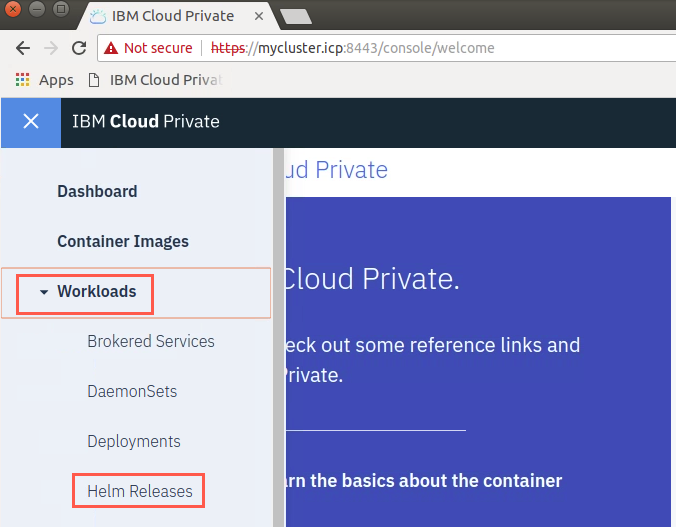 IBM Cloud Private
Not secure https://mycluster.icp:8443/console/welcome
Apps IBM Cloud Priva
IBM Cloud Private
Dashboard
Container Images
Workloads
Brokered Services
DaemonSets
Deployments
Helm Releases
ud Private
Cloud Private.
eck out some reference links and
Private.
arn the basics about the container